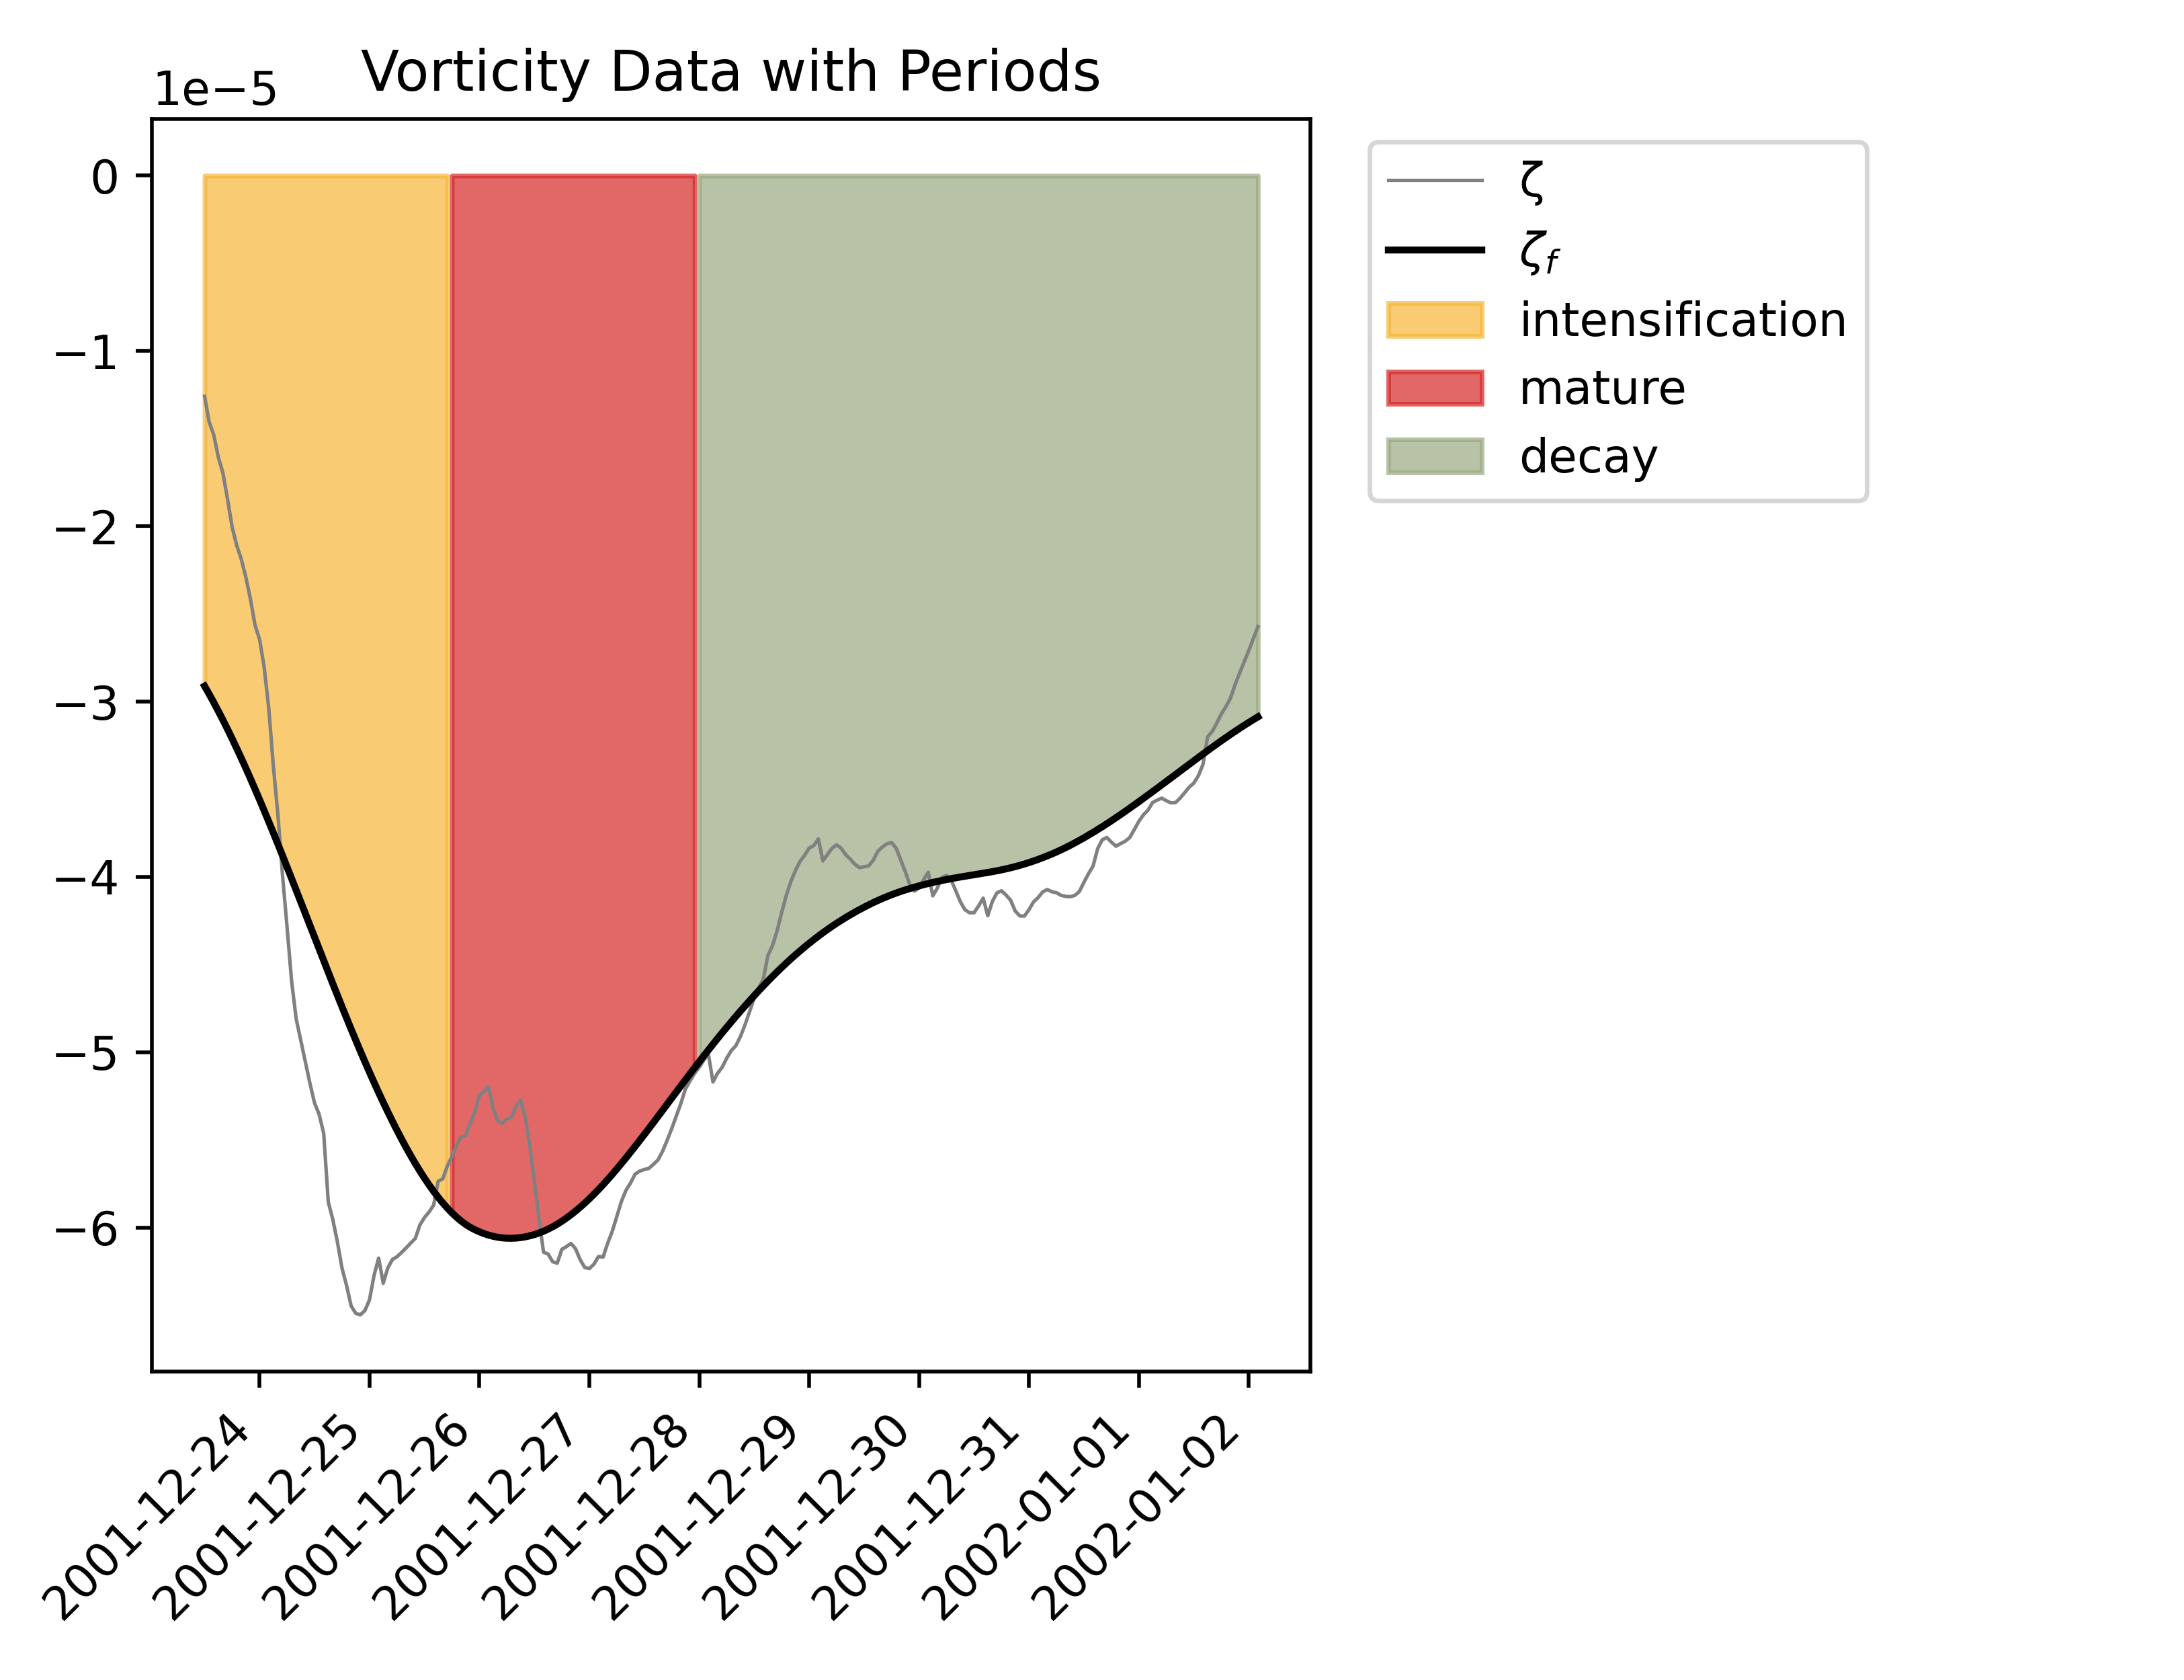 Vorticity Data with Periods
1e−5
0
−1
−2
−3
−4
−5
−6
2001-12-24
2001-12-25
2001-12-26
2001-12-27
2001-12-28
2001-12-29
2001-12-30
2001-12-31
2002-01-01
2002-01-02
ζ
ζf
intensification
mature
decay